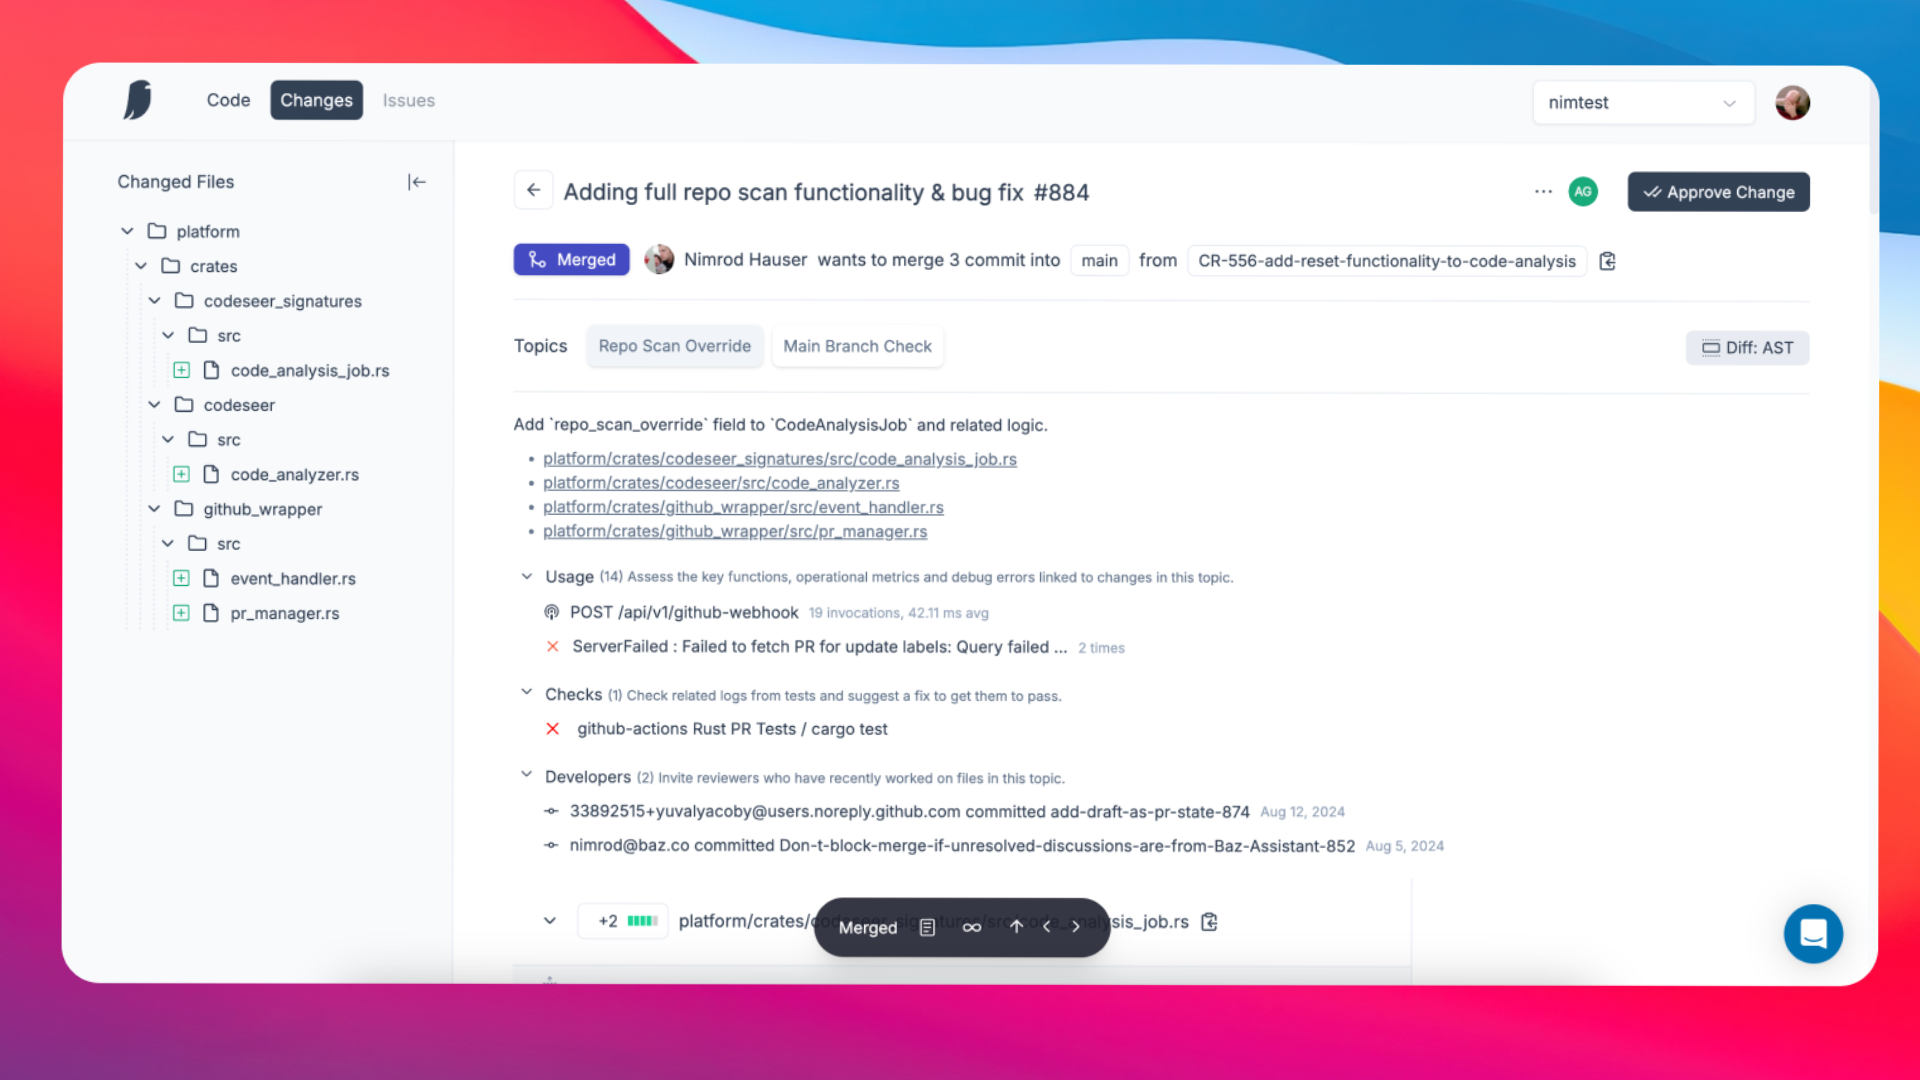 Code Changes Issues
nimtest
Changed Files
platform
crates
codeseer_signatures
src
code_analysis_job.rs
codeseer
src
code_analyzer.rs
github_wrapper
src
event_handler.rs
pr_manager.rs
Adding full repo scan functionality & bug fix #884
AG
Approve Change
Merged Nimrod Hauser wants to merge 3 commit into main from CR-556-add-reset-functionality-to-code-analysis
Topics Repo Scan Override Main Branch Check
Diff: AST
Add `repo_scan_override` field to `CodeAnalysisJob` and related logic.
• platform/crates/codeseer_signatures/src/code_analysis_job.rs
• platform/crates/codeseer/src/code_analyzer.rs
• platform/crates/github_wrapper/src/event_handler.rs
• platform/crates/github_wrapper/src/pr_manager.rs
Usage (14) Assess the key functions, operational metrics and debug errors linked to changes in this topic.
POST /api/v1/github-webhook 19 invocations, 42.11 ms avg
ServerFailed : Failed to fetch PR for update labels: Query failed ... 2 times
Checks (1) Check related logs from tests and suggest a fix to get them to pass.
github-actions Rust PR Tests / cargo test
Developers (2) Invite reviewers who have recently worked on files in this topic.
33892515+yuvalyacoby@users.noreply.github.com committed add-draft-as-pr-state-874 Aug 12, 2024
nimrod@baz.co committed Don-t-block-merge-if-unresolved-discussions-are-from-Baz-Assistant-852 Aug 5, 2024
+2 platform/crates/codeseer_signatures/src/code_analysis_job.rs
Merged